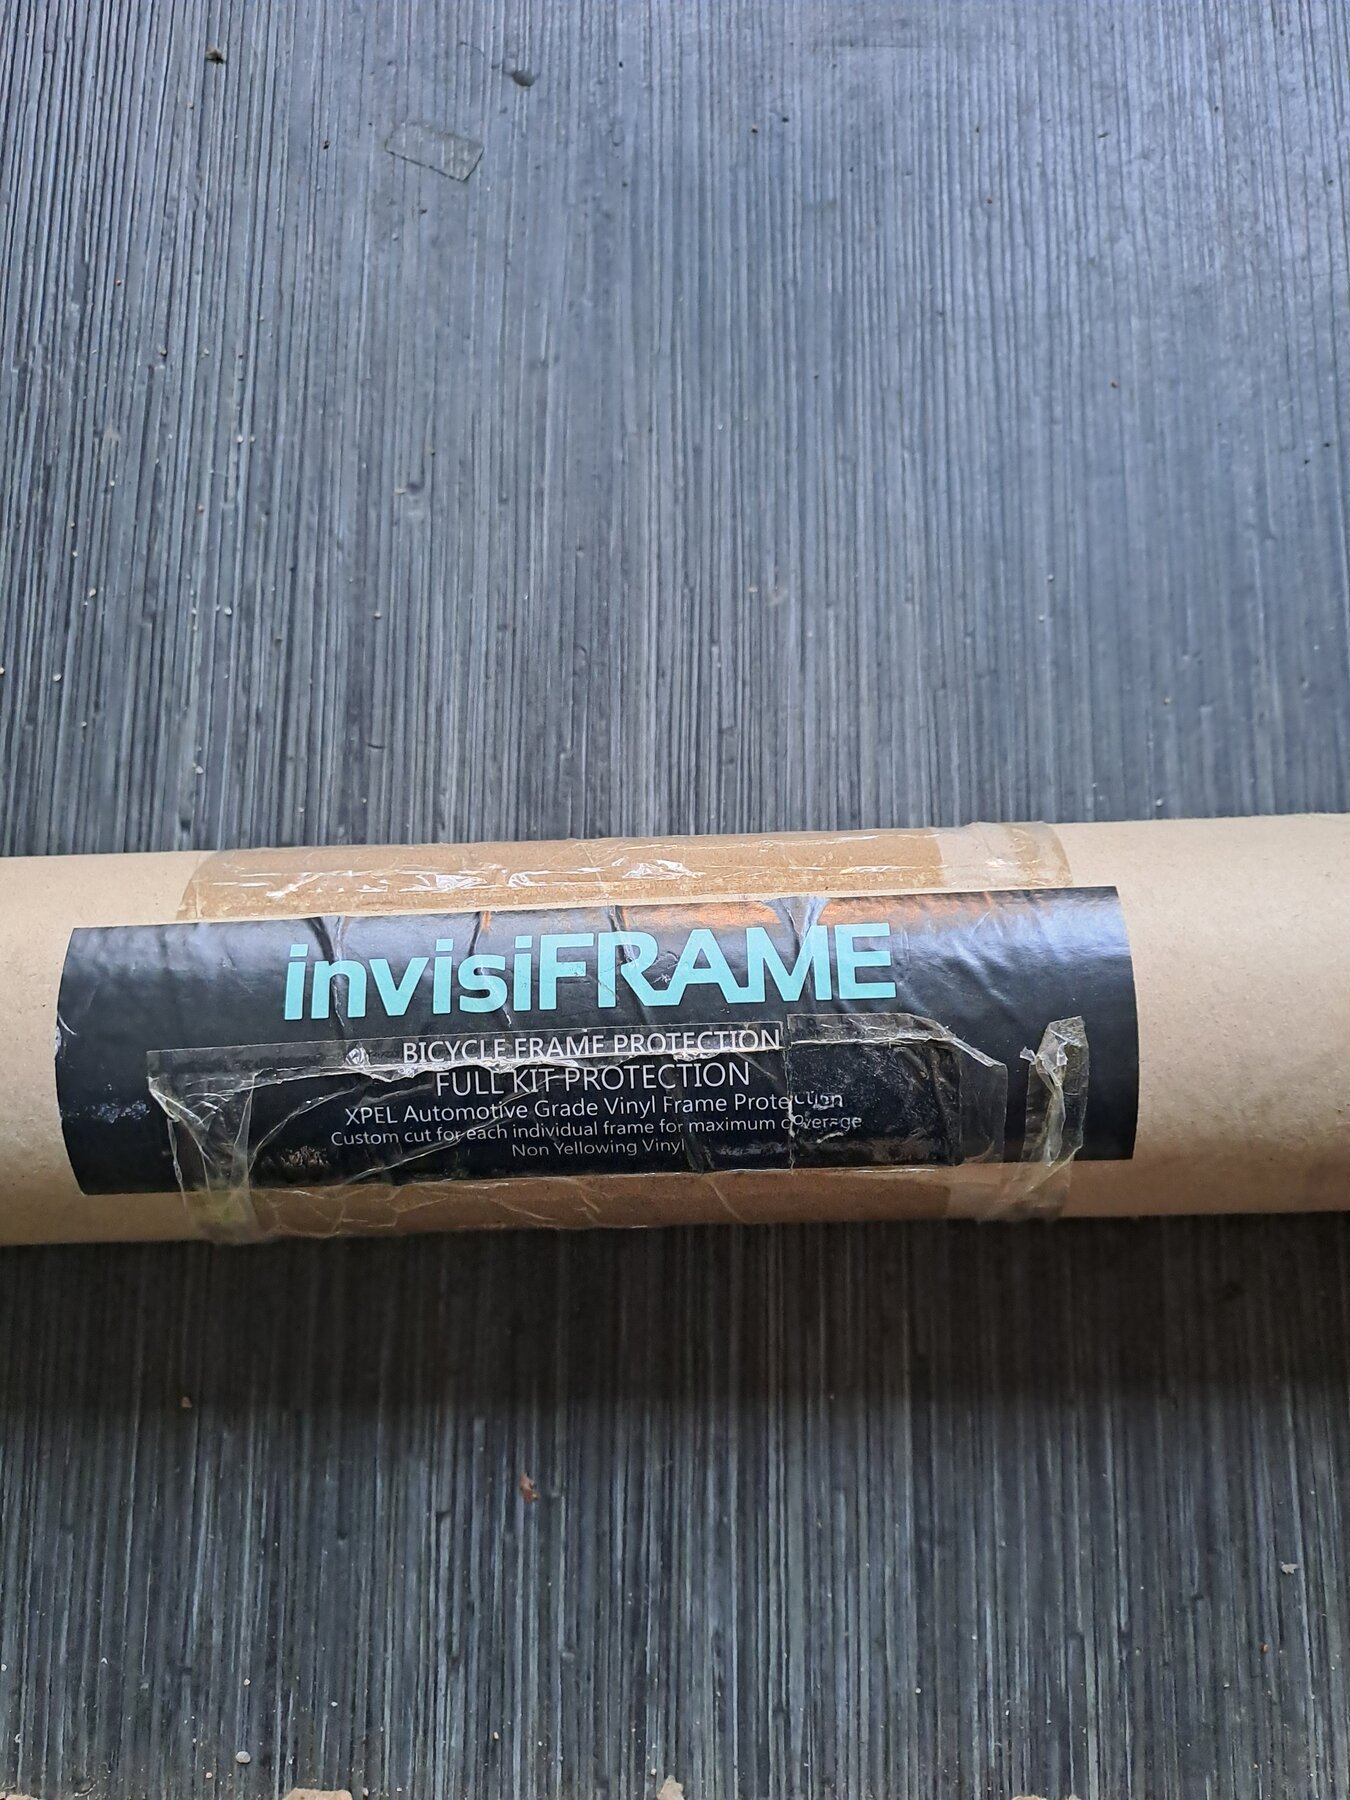 invisiFRAME
BICYCLE FRAME PROTECTION
FULL KIT PROTECTION
XPEL Automotive Grade Vinyl Frame Protection
Custom cut for each individual frame for maximum coverage
Non Yellowing Vinyl